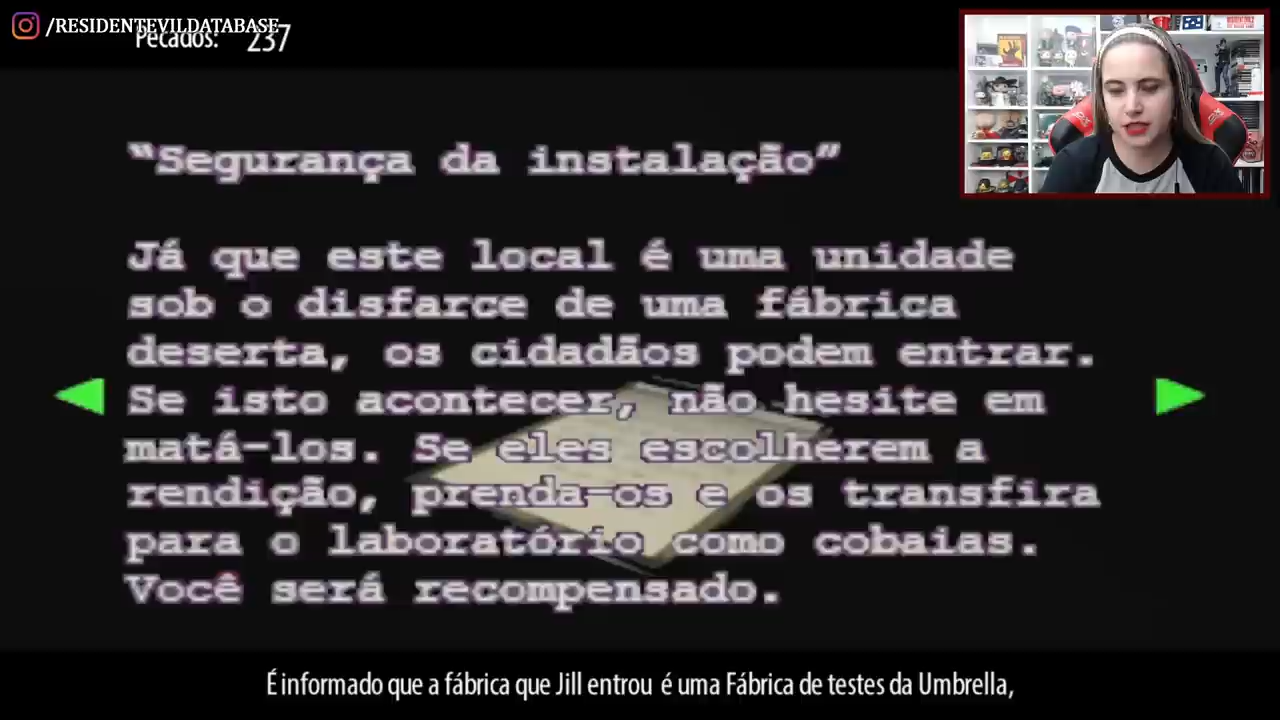 /RESIDENTEVILDATABASE
Pecados: 237
“Segurança da instalação”
Já que este local é uma unidade
sob o disfarce de uma fábrica
deserta, os cidadãos podem entrar.
Se isto acontecer, não hesite em
matá-los. Se eles escolherem a
rendição, prenda-os e os transfira
para o laboratório como cobaias.
Você será recompensado.
É informado que a fábrica que Jill entrou é uma Fábrica de testes da Umbrella,